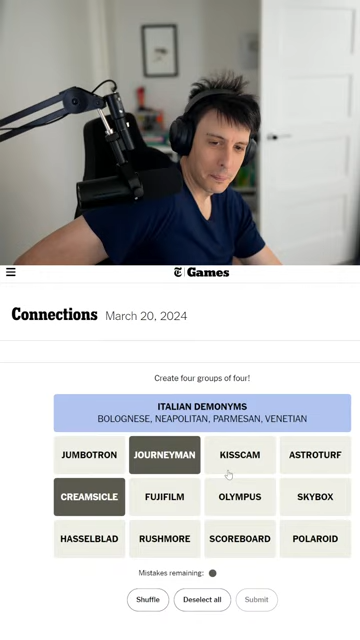 Games
Connections March 20, 2024
Create four groups of four!
ITALIAN DEMONYMS
BOLOGNESE, NEAPOLITAN, PARMESAN, VENETIAN
JUMBOTRON JOURNEYMAN KISSCAM ASTROTURF
CREAMSICLE FUJIFILM OLYMPUS SKYBOX
HASSELBLAD RUSHMORE SCOREBOARD POLAROID
Mistakes remaining:
Shuffle Deselect all Submit